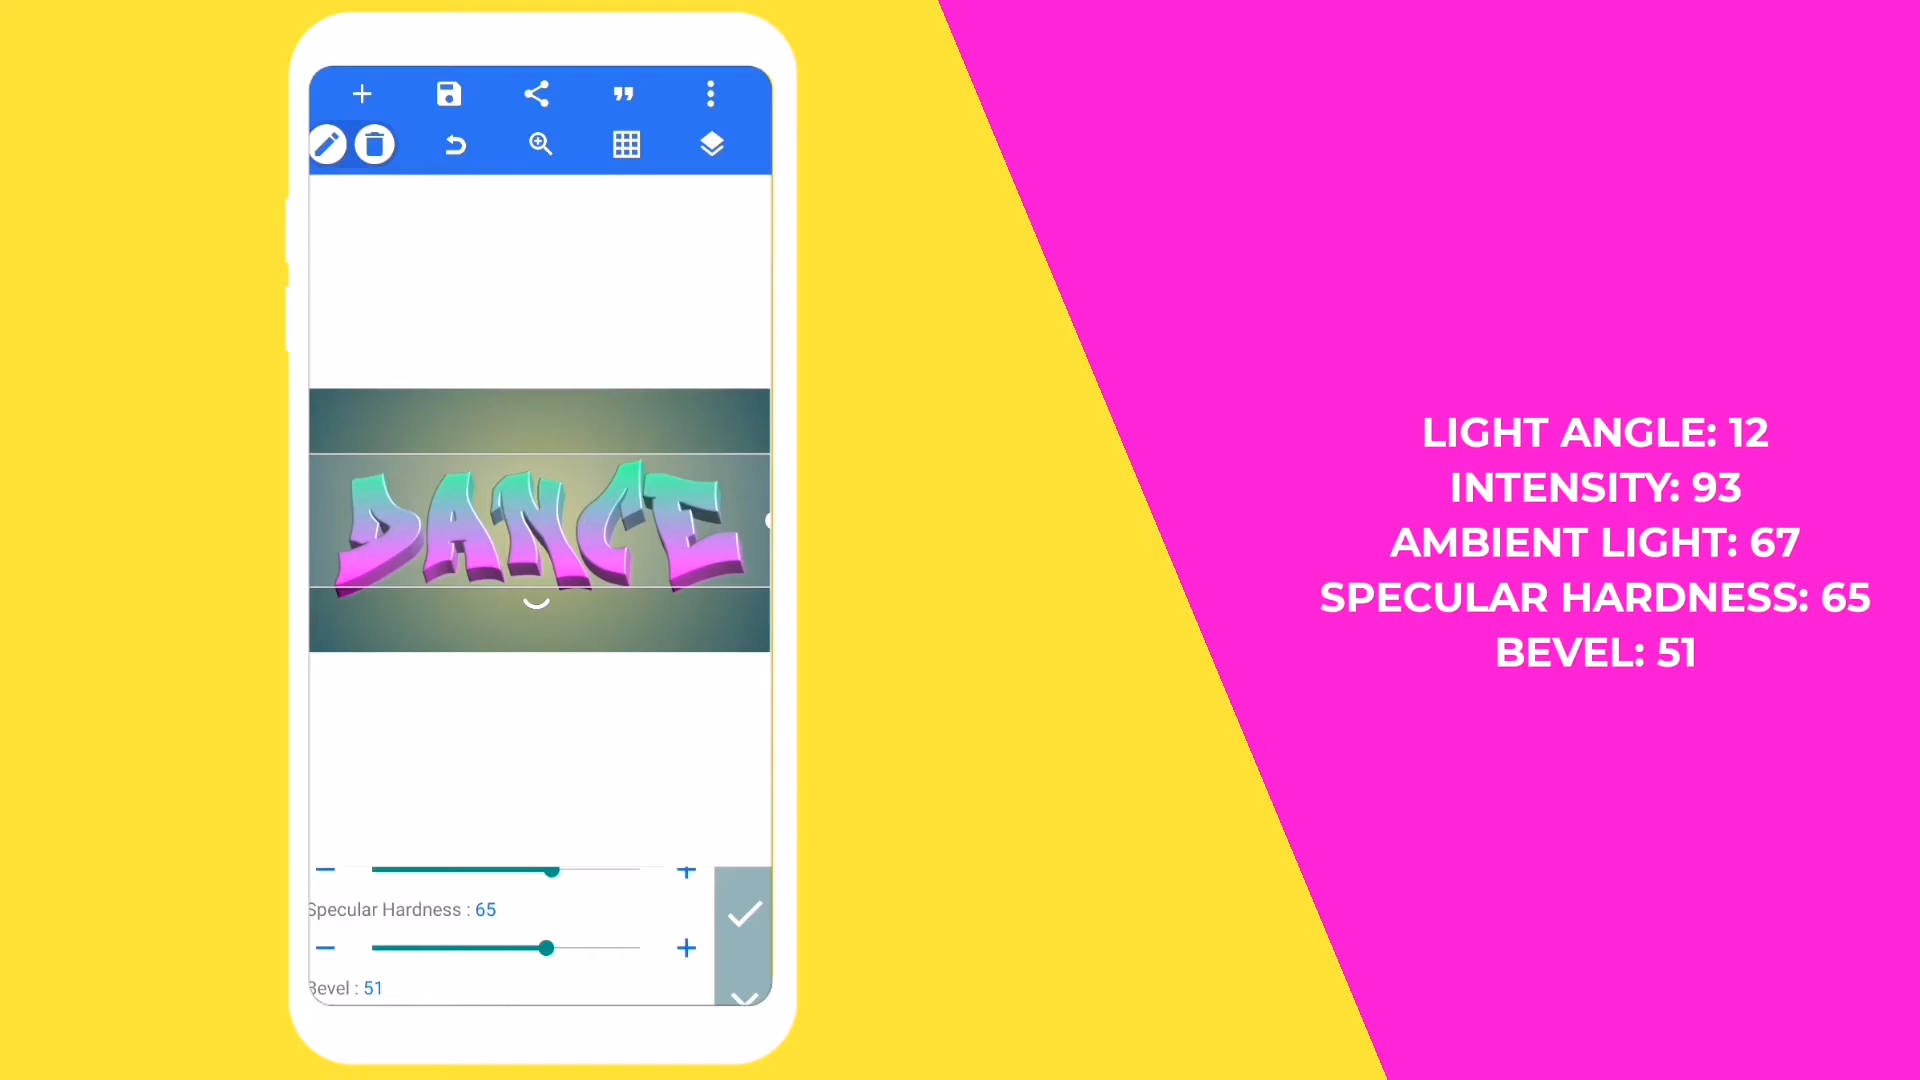 DANCE
Specular Hardness : 65
Bevel : 51
LIGHT ANGLE: 12
INTENSITY: 93
AMBIENT LIGHT: 67
SPECULAR HARDNESS: 65
BEVEL: 51